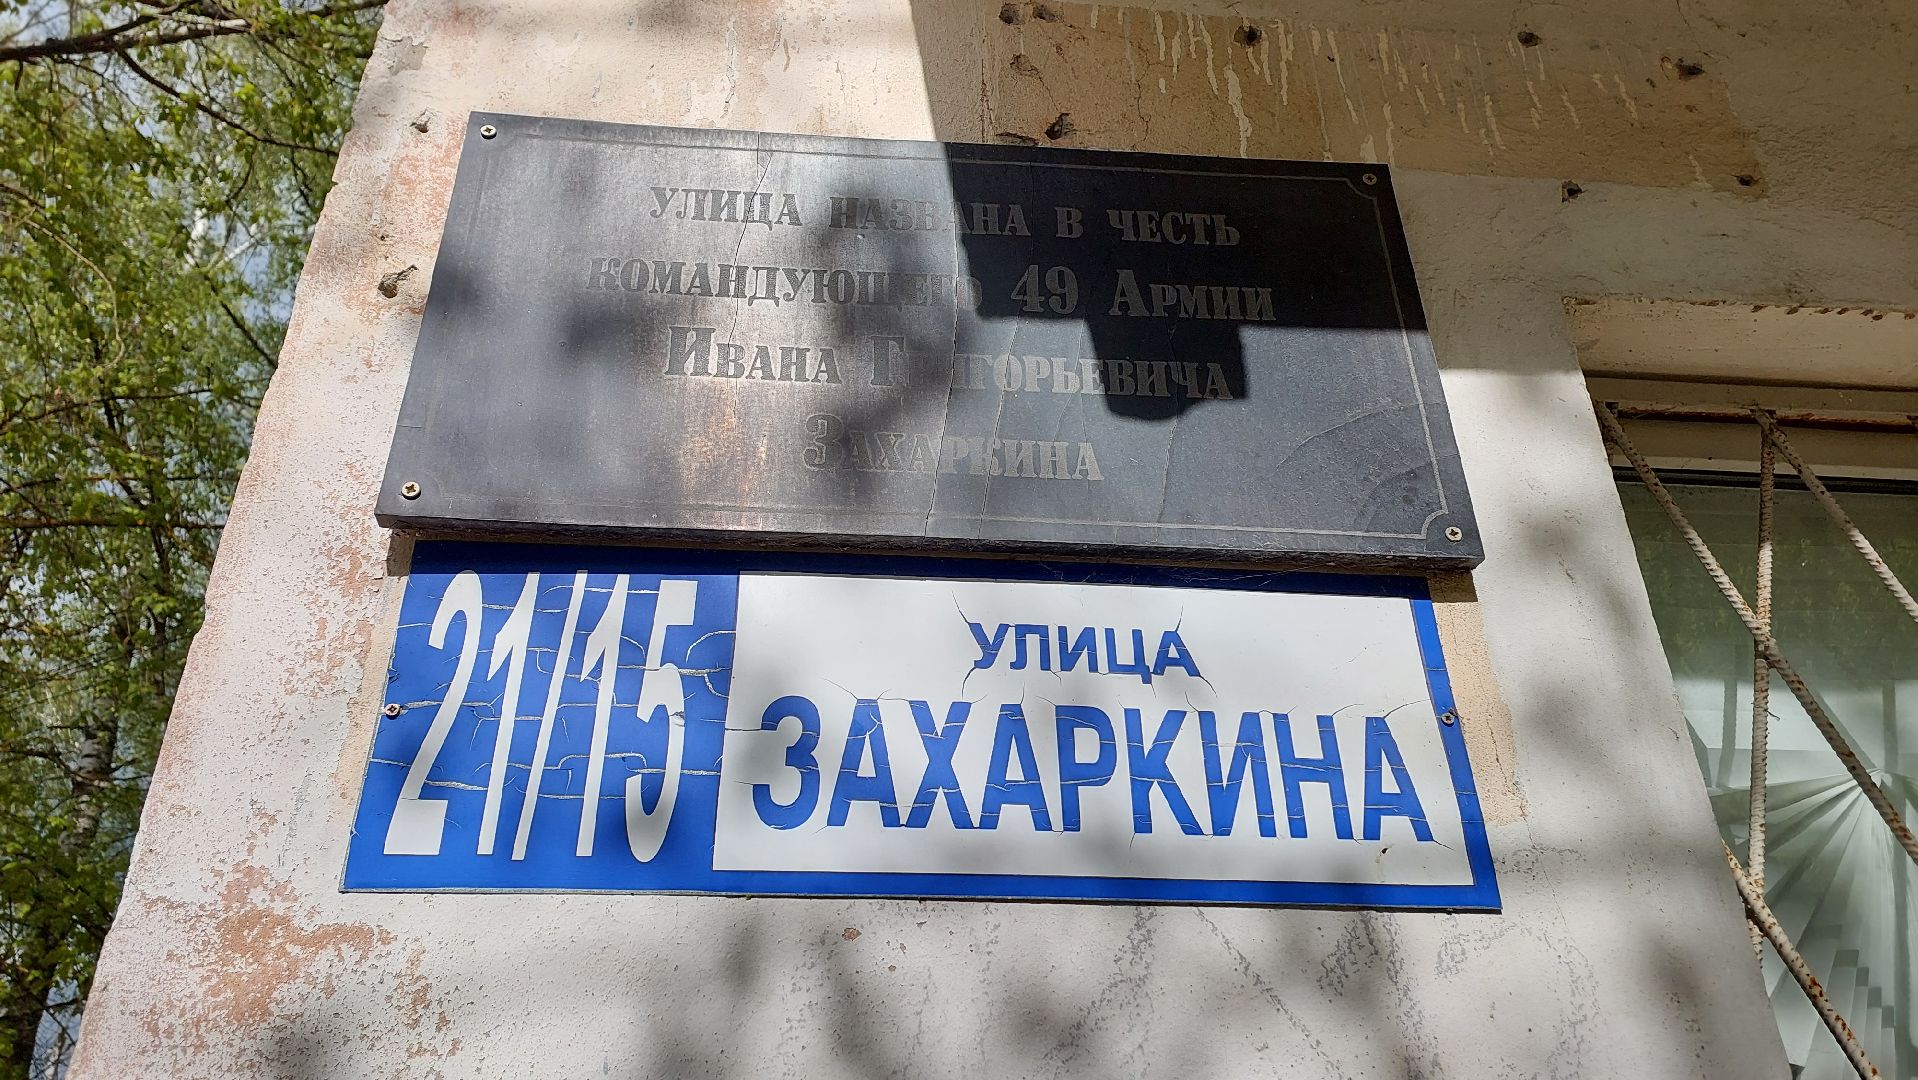 УЛИЦА НАЗВАНА В ЧЕСТЬ
КОМАНДУЮЩЕГО 49 АРМИИ
ИВАНА ГРИГОРЬЕВИЧА
ЗАХАРКИНА
21/15
УЛИЦА
ЗАХАРКИНА